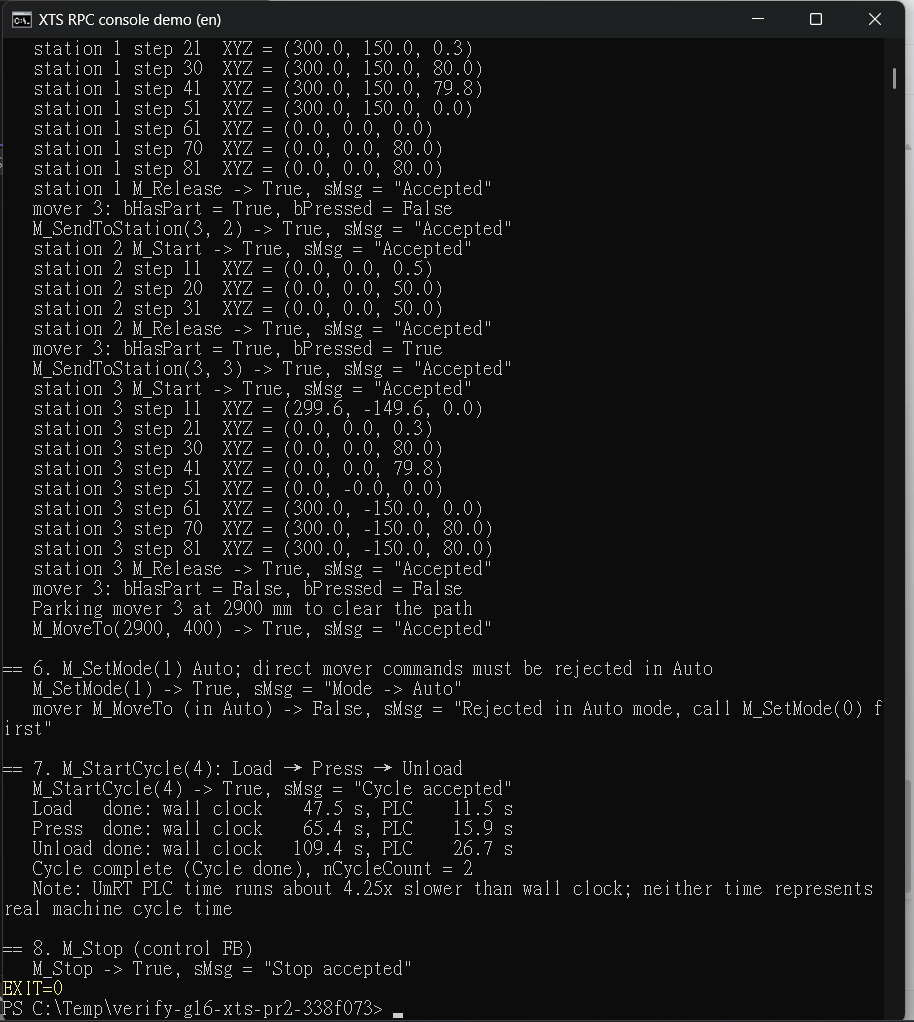 XTS RPC console demo (en)
station 1 step 21  XYZ = (300.0, 150.0, 0.3)
station 1 step 30  XYZ = (300.0, 150.0, 80.0)
station 1 step 41  XYZ = (300.0, 150.0, 79.8)
station 1 step 51  XYZ = (300.0, 150.0, 0.0)
station 1 step 61  XYZ = (0.0, 0.0, 0.0)
station 1 step 70  XYZ = (0.0, 0.0, 80.0)
station 1 step 81  XYZ = (0.0, 0.0, 80.0)
station 1 M_Release -> True, sMsg = "Accepted"
mover 3: bHasPart = True, bPressed = False
M_SendToStation(3, 2) -> True, sMsg = "Accepted"
station 2 M_Start -> True, sMsg = "Accepted"
station 2 step 11  XYZ = (0.0, 0.0, 0.5)
station 2 step 20  XYZ = (0.0, 0.0, 50.0)
station 2 step 31  XYZ = (0.0, 0.0, 50.0)
station 2 M_Release -> True, sMsg = "Accepted"
mover 3: bHasPart = True, bPressed = True
M_SendToStation(3, 3) -> True, sMsg = "Accepted"
station 3 M_Start -> True, sMsg = "Accepted"
station 3 step 11  XYZ = (299.6, -149.6, 0.0)
station 3 step 21  XYZ = (0.0, 0.0, 0.3)
station 3 step 30  XYZ = (0.0, 0.0, 80.0)
station 3 step 41  XYZ = (0.0, 0.0, 79.8)
station 3 step 51  XYZ = (0.0, -0.0, 0.0)
station 3 step 61  XYZ = (300.0, -150.0, 0.0)
station 3 step 70  XYZ = (300.0, -150.0, 80.0)
station 3 step 81  XYZ = (300.0, -150.0, 80.0)
station 3 M_Release -> True, sMsg = "Accepted"
mover 3: bHasPart = False, bPressed = False
Parking mover 3 at 2900 mm to clear the path
M_MoveTo(2900, 400) -> True, sMsg = "Accepted"
== 6. M_SetMode(1) Auto; direct mover commands must be rejected in Auto
M_SetMode(1) -> True, sMsg = "Mode -> Auto"
mover M_MoveTo (in Auto) -> False, sMsg = "Rejected in Auto mode, call M_SetMode(0) f
irst"
== 7. M_StartCycle(4): Load → Press → Unload
M_StartCycle(4) -> True, sMsg = "Cycle accepted"
Load   done: wall clock    47.5 s, PLC    11.5 s
Press  done: wall clock    65.4 s, PLC    15.9 s
Unload done: wall clock   109.4 s, PLC    26.7 s
Cycle complete (Cycle done), nCycleCount = 2
Note: UmRT PLC time runs about 4.25x slower than wall clock; neither time represents
real machine cycle time
== 8. M_Stop (control FB)
M_Stop -> True, sMsg = "Stop accepted"
EXIT=0
PS C:\Temp\verify-gl6-xts-pr2-338f073>